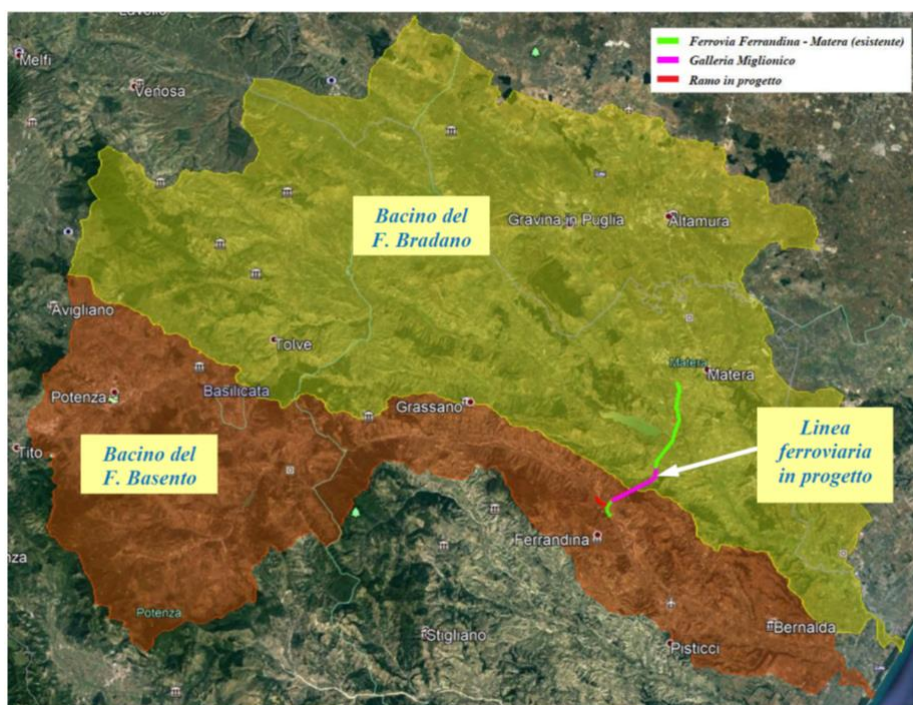 Lavello
Melfi
Venosa
Ferrovia Ferrandina - Matera (esistente)
Galleria Miglionico
Ramo in progetto
Bacino del
F. Bradano
Gravina in Puglia
Altamura
Avigliano
Tolve
Matera
Matera
Potenza
Basilicata
Grassano
Tito
Bacino del
F. Basento
Linea
ferroviaria
in progetto
Ferrandina
nza
Potenza
Stigliano
Bernalda
Pisticci